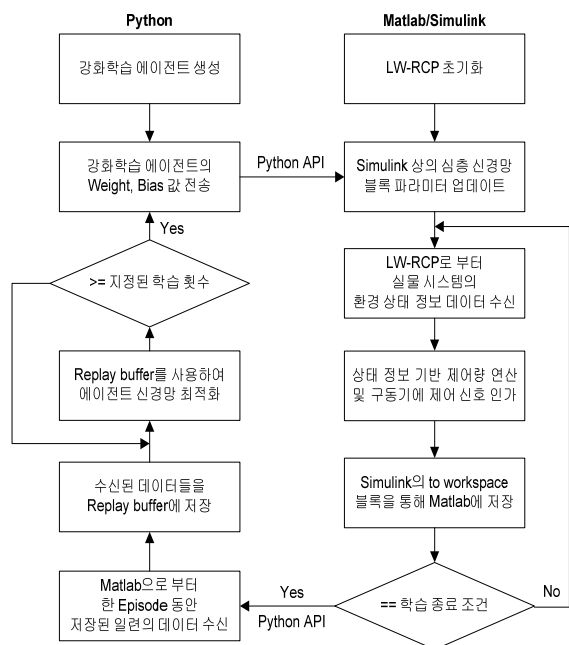 Python
강화학습 에이전트 생성
강화학습 에이전트의
Weight, Bias 값 전송
Yes
>= 지정된 학습 횟수
Replay buffer를 사용하여
에이전트 신경망 최적화
수신된 데이터들을
Replay buffer에 저장
Matlab으로 부터
한 Episode 동안
저장된 일련의 데이터 수신
Python API
Matlab/Simulink
LW-RCP 초기화
Simulink 상의 심층 신경망
블록 파라미터 업데이트
LW-RCP로 부터
실물 시스템의
환경 상태 정보 데이터 수신
상태 정보 기반 제어량 연산
및 구동기에 제어 신호 인가
Simulink의 to workspace
블록을 통해 Matlab에 저장
== 학습 종료 조건
No
Yes
Python API